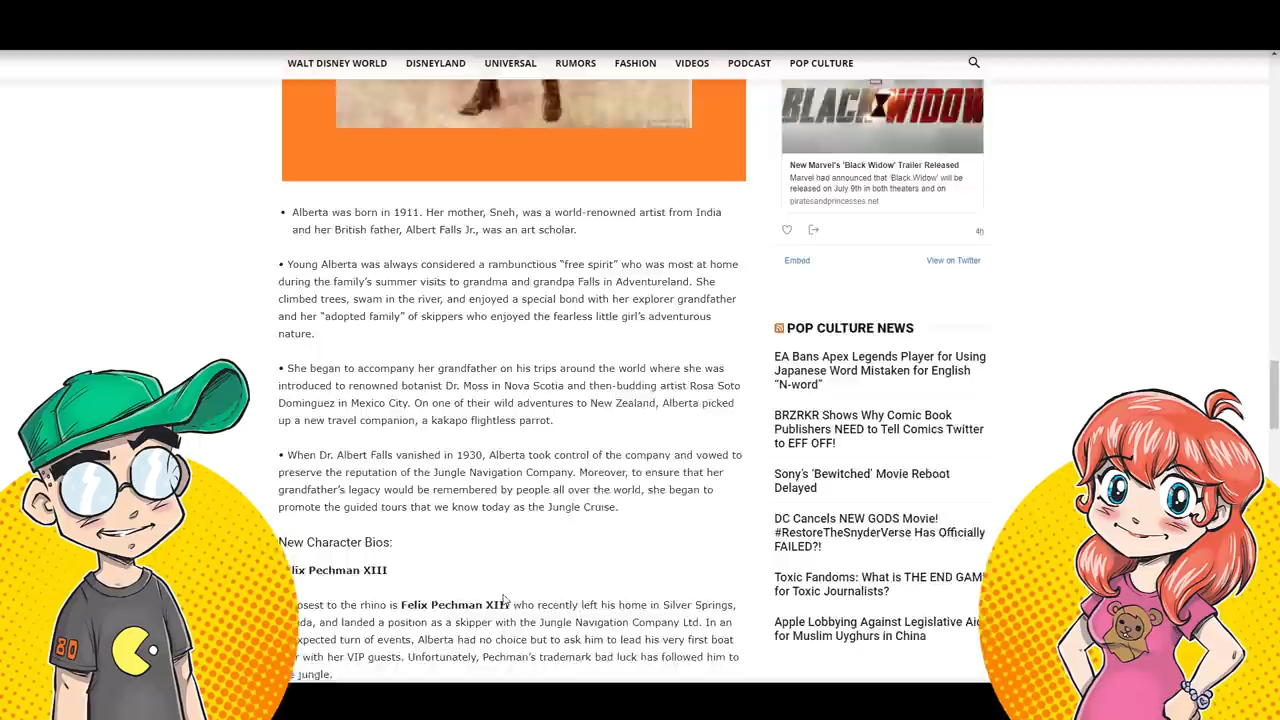 WALT DISNEY WORLD DISNEYLAND UNIVERSAL RUMORS FASHION VIDEOS PODCAST POP CULTURE
• Alberta was born in 1911. Her mother, Sneh, was a world-renowned artist from India
and her British father, Albert Falls Jr., was an art scholar.
• Young Alberta was always considered a rambunctious “free spirit” who was most at home
during the family’s summer visits to grandma and grandpa Falls in Adventureland. She
climbed trees, swam in the river, and enjoyed a special bond with her explorer grandfather
and her “adopted family” of skippers who enjoyed the fearless little girl’s adventurous
nature.
• She began to accompany her grandfather on his trips around the world where she was
introduced to renowned botanist Dr. Moss in Nova Scotia and then-budding artist Rosa Soto
Dominguez in Mexico City. On one of their wild adventures to New Zealand, Alberta picked
up a new travel companion, a kakapo flightless parrot.
• When Dr. Albert Falls vanished in 1930, Alberta took control of the company and vowed to
preserve the reputation of the Jungle Navigation Company. Moreover, to ensure that her
grandfather’s legacy would be remembered by people all over the world, she began to
promote the guided tours that we know today as the Jungle Cruise.
New Character Bios:
lix Pechman XIII
osest to the rhino is Felix Pechman XIII who recently left his home in Silver Springs,
da, and landed a position as a skipper with the Jungle Navigation Company Ltd. In an
xpected turn of events, Alberta had no choice but to ask him to lead his very first boat
with her VIP guests. Unfortunately, Pechman’s trademark bad luck has followed him to
jungle.
BLACK WIDOW
New Marvel's 'Black Widow' Trailer Released
Marvel had announced that 'Black Widow' will be
released on July 9th in both theaters and on
piratesandprincesses.net
4h
Embed View on Twitter
POP CULTURE NEWS
EA Bans Apex Legends Player for Using
Japanese Word Mistaken for English
“N-word”
BRZRKR Shows Why Comic Book
Publishers NEED to Tell Comics Twitter
to EFF OFF!
Sony’s ‘Bewitched’ Movie Reboot
Delayed
DC Cancels NEW GODS Movie!
#RestoreTheSnyderVerse Has Officially
FAILED?!
Toxic Fandoms: What is THE END GAM
for Toxic Journalists?
Apple Lobbying Against Legislative Aid
for Muslim Uyghurs in China
80